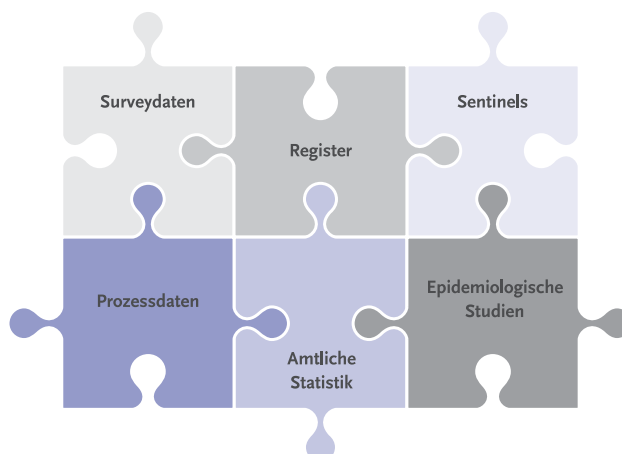 Surveydaten
Register
Sentinels
Prozessdaten
Amtliche
Statistik
Epidemiologische
Studien